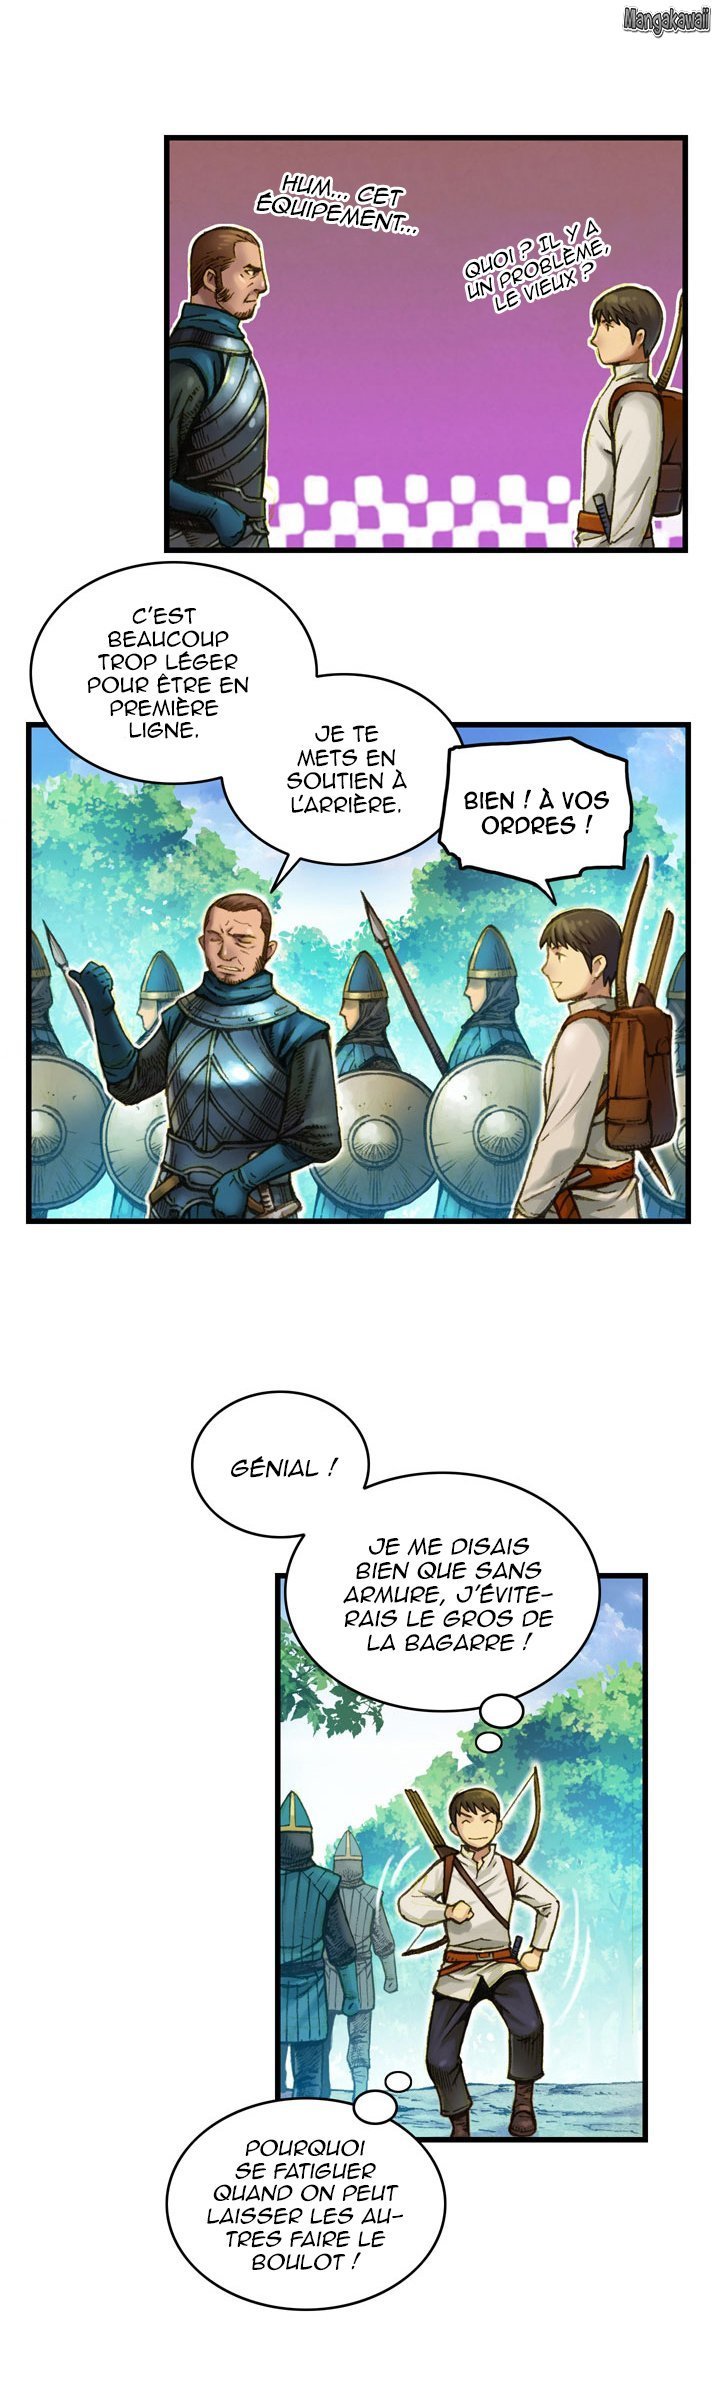 Mangakawaii
HUM... CET
ÉQUIPEMENT...
QUOI ? IL Y A
UN PROBLÈME,
LE VIEUX ?
C'EST
BEAUCOUP
TROP LÉGER
POUR ÊTRE EN
PREMIÈRE
LIGNE.
JE TE
METS EN
SOUTIEN À
L'ARRIÈRE.
BIEN ! À VOS
ORDRES !
GÉNIAL !
JE ME DISAIS
BIEN QUE SANS
ARMURE, J'ÉVITE-
RAIS LE GROS DE
LA BAGARRE !
POURQUOI
SE FATIGUER
QUAND ON PEUT
LAISSER LES AU-
TRES FAIRE LE
BOULOT !